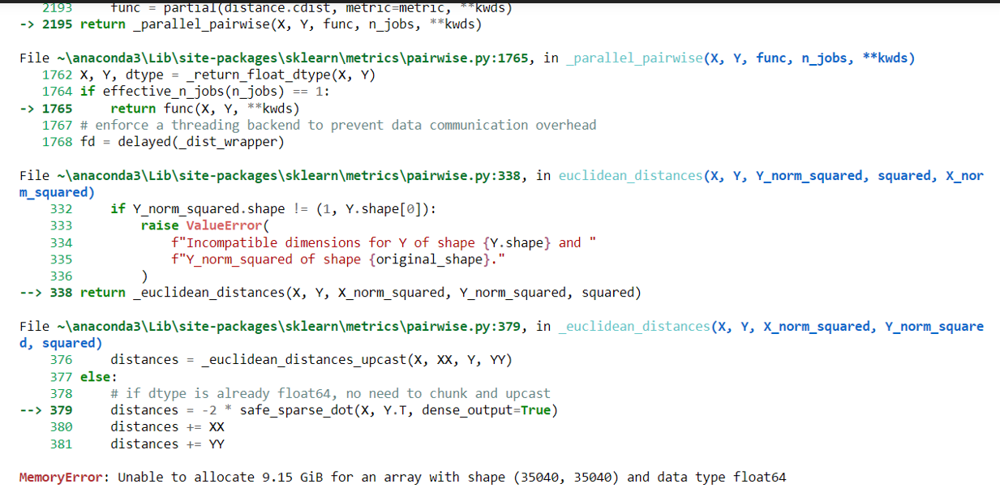 2193     func = partial(distance.cdist, metric=metric, **kwds)
-> 2195 return _parallel_pairwise(X, Y, func, n_jobs, **kwds)
File ~\anaconda3\Lib\site-packages\sklearn\metrics\pairwise.py:1765, in _parallel_pairwise(X, Y, func, n_jobs, **kwds)
1762 X, Y, dtype = _return_float_dtype(X, Y)
1764 if effective_n_jobs(n_jobs) == 1:
-> 1765     return func(X, Y, **kwds)
1767 # enforce a threading backend to prevent data communication overhead
1768 fd = delayed(_dist_wrapper)
File ~\anaconda3\Lib\site-packages\sklearn\metrics\pairwise.py:338, in euclidean_distances(X, Y, Y_norm_squared, squared, X_nor
m_squared)
332     if Y_norm_squared.shape != (1, Y.shape[0]):
333         raise ValueError(
334             f"Incompatible dimensions for Y of shape {Y.shape} and "
335             f"Y_norm_squared of shape {original_shape}."
336         )
--> 338 return _euclidean_distances(X, Y, X_norm_squared, Y_norm_squared, squared)
File ~\anaconda3\Lib\site-packages\sklearn\metrics\pairwise.py:379, in _euclidean_distances(X, Y, X_norm_squared, Y_norm_square
d, squared)
376     distances = _euclidean_distances_upcast(X, XX, Y, YY)
377 else:
378     # if dtype is already float64, no need to chunk and upcast
--> 379     distances = -2 * safe_sparse_dot(X, Y.T, dense_output=True)
380     distances += XX
381     distances += YY
MemoryError: Unable to allocate 9.15 GiB for an array with shape (35040, 35040) and data type float64